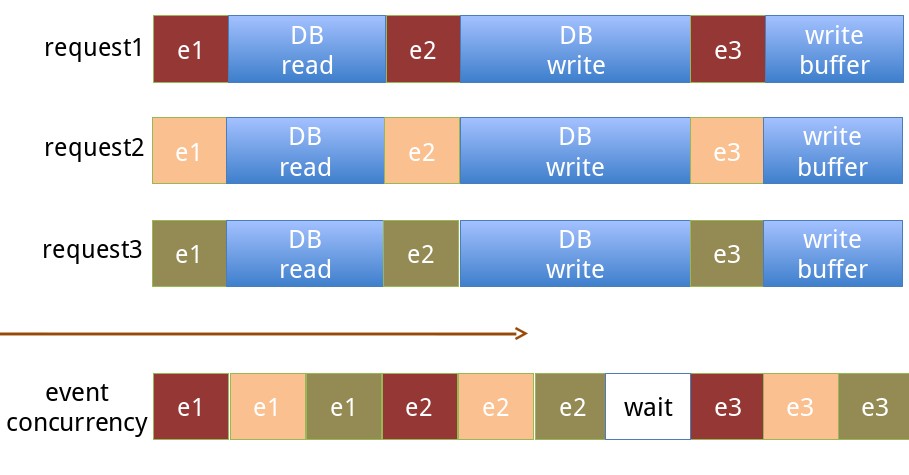 request1 e1 DB read e2 DB write e3 write buffer
request2 e1 DB read e2 DB write e3 write buffer
request3 e1 DB read e2 DB write e3 write buffer
event concurrency e1 e1 e1 e2 e2 e2 wait e3 e3 e3